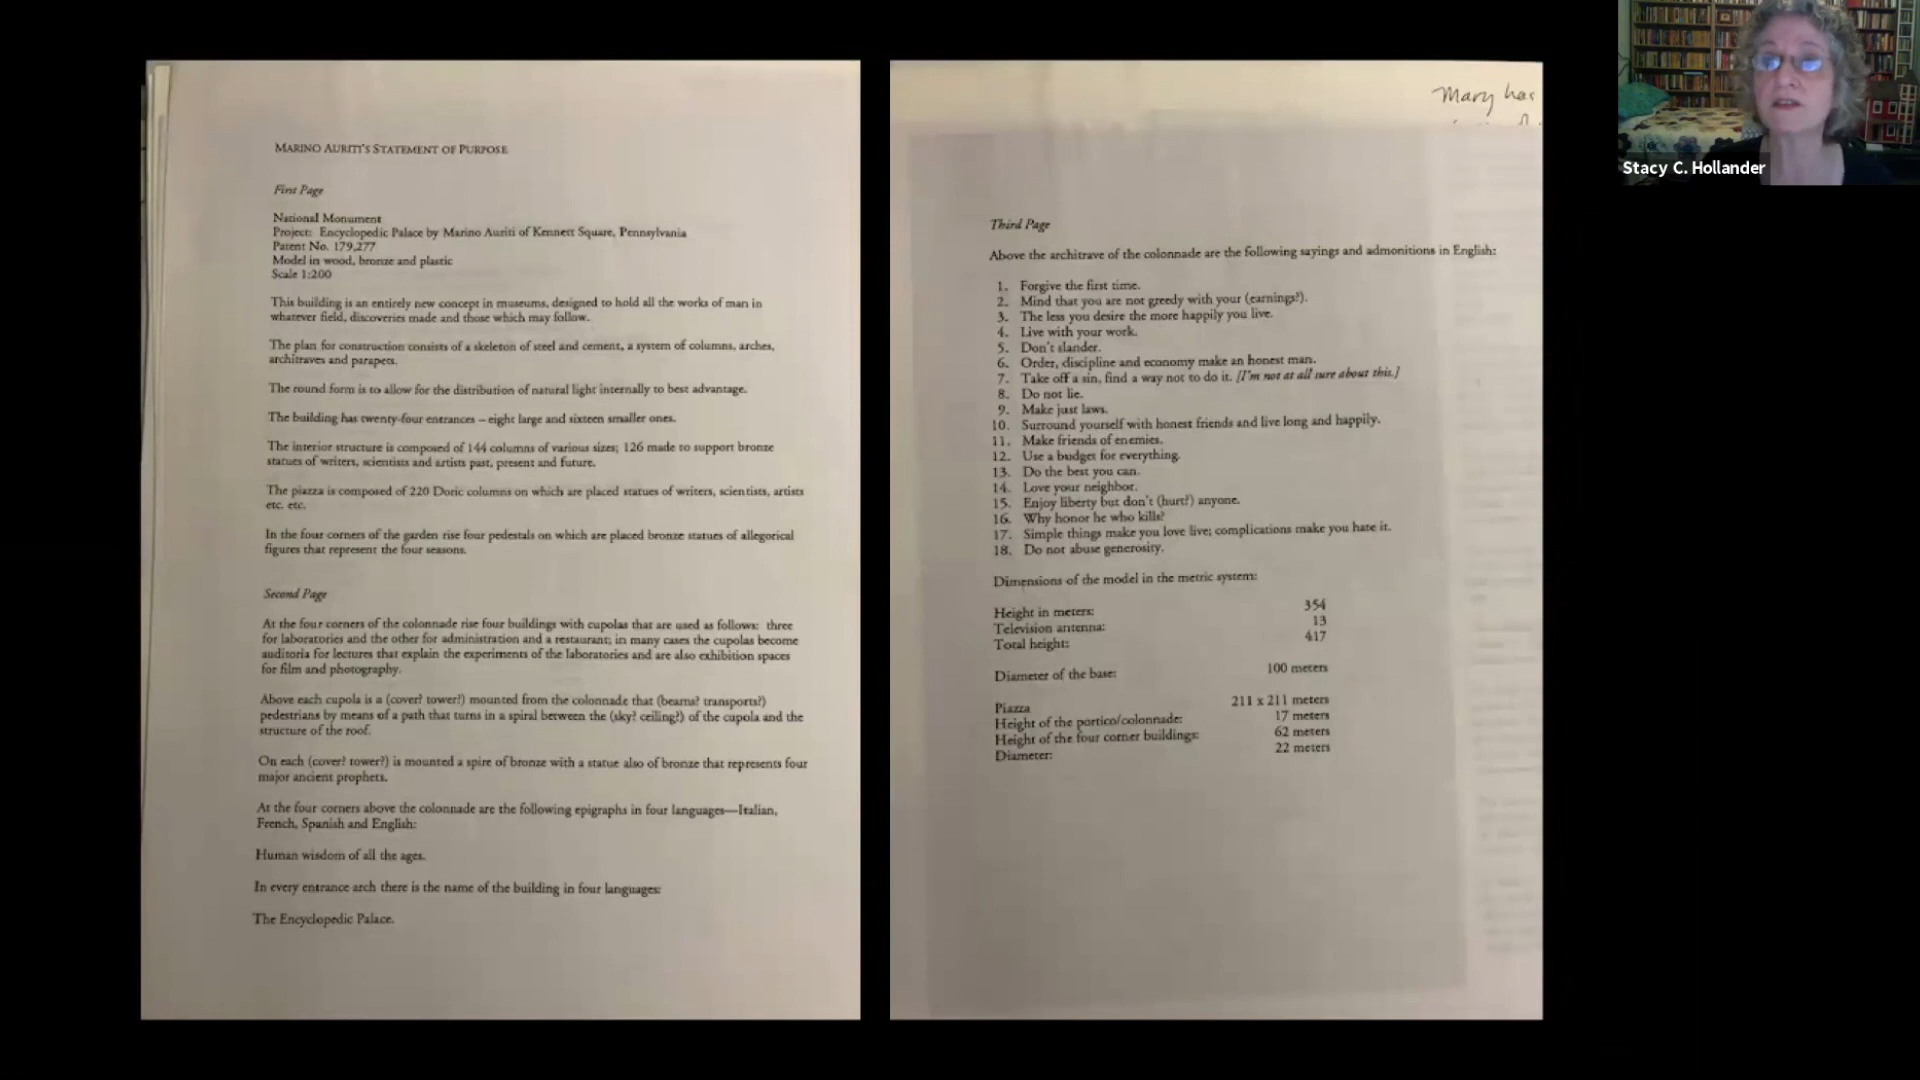 MARINO AURITI'S STATEMENT OF PURPOSE
First Page
National Monument
Project: Encyclopedic Palace by Marino Auriti of Kennett Square, Pennsylvania
Patent No. 179,277
Model in wood, bronze and plastic
Scale 1:200
This building is an entirely new concept in museums, designed to hold all the works of man in
whatever field, discoveries made and those which may follow.
The plan for construction consists of a skeleton of steel and cement, a system of columns, arches,
architraves and parapets.
The round form is to allow for the distribution of natural light internally to best advantage.
The building has twenty-four entrances – eight large and sixteen smaller ones.
The interior structure is composed of 144 columns of various sizes; 126 made to support bronze
statues of writers, scientists and artists past, present and future.
The piazza is composed of 220 Doric columns on which are placed statues of writers, scientists, artists
etc. etc.
In the four corners of the garden rise four pedestals on which are placed bronze statues of allegorical
figures that represent the four seasons.
Second Page
At the four corners of the colonnade rise four buildings with cupolas that are used as follows: three
for laboratories and the other for administration and a restaurant; in many cases the cupolas become
auditoria for lectures that explain the experiments of the laboratories and are also exhibition spaces
for film and photography.
Above each cupola is a (cover? tower?) mounted from the colonnade that (beams? transports?)
pedestrians by means of a path that turns in a spiral between the (sky? ceiling?) of the cupola and the
structure of the roof.
On each (cover? tower?) is mounted a spire of bronze with a statue also of bronze that represents four
major ancient prophets.
At the four corners above the colonnade are the following epigraphs in four languages—Italian,
French, Spanish and English:
Human wisdom of all the ages.
In every entrance arch there is the name of the building in four languages:
The Encyclopedic Palace.
Mary has
Third Page
Above the architrave of the colonnade are the following sayings and admonitions in English:
1. Forgive the first time.
2. Mind that you are not greedy with your (earnings?).
3. The less you desire the more happily you live.
4. Live with your work.
5. Don't slander.
6. Order, discipline and economy make an honest man.
7. Take off a sin, find a way not to do it. [I'm not at all sure about this.]
8. Do not lie.
9. Make just laws.
10. Surround yourself with honest friends and live long and happily.
11. Make friends of enemies.
12. Use a budget for everything.
13. Do the best you can.
14. Love your neighbor.
15. Enjoy liberty but don't (hurt?) anyone.
16. Why honor he who kills?
17. Simple things make you love live; complications make you hate it.
18. Do not abuse generosity.
Dimensions of the model in the metric system:
Height in meters: 354
Television antenna: 13
Total height: 417
Diameter of the base: 100 meters
Piazza 211 x 211 meters
Height of the portico/colonnade: 17 meters
Height of the four corner buildings: 62 meters
Diameter: 22 meters
Stacy C. Hollander